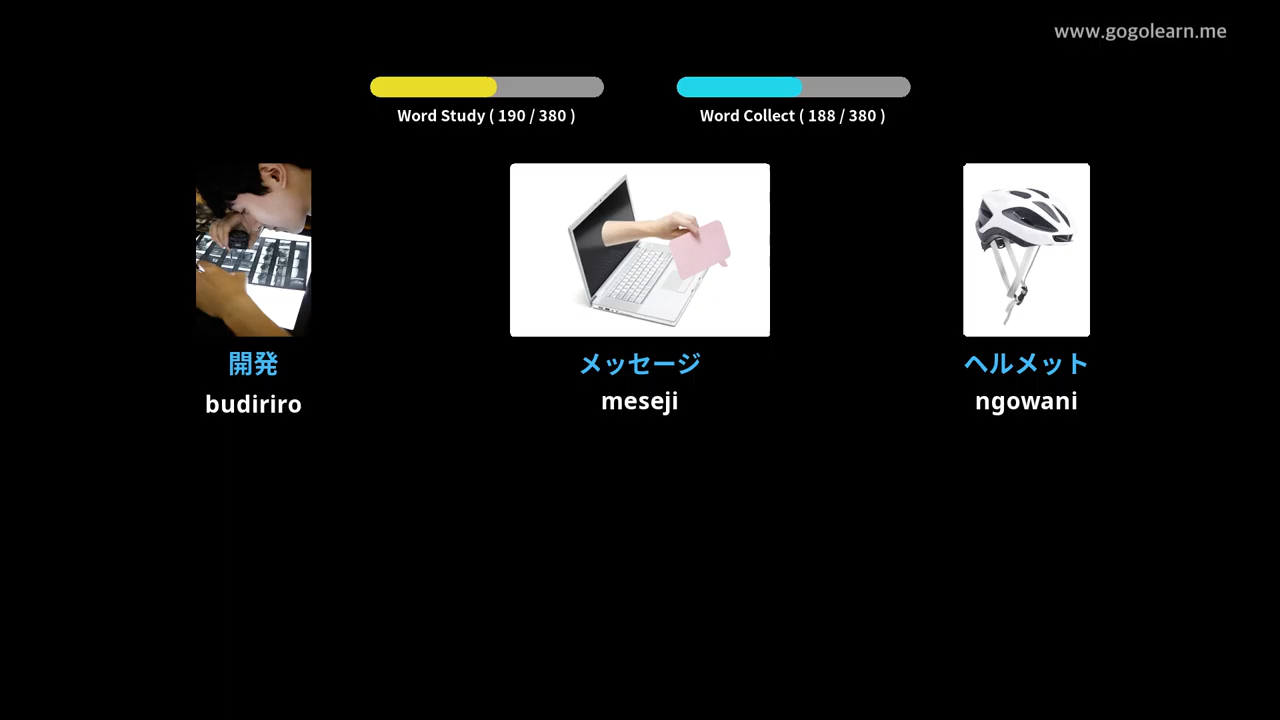 www.gogolearn.me
Word Study ( 190 / 380 )
Word Collect ( 188 / 380 )
開発
メッセージ
ヘルメット
budiriro
meseji
ngowani